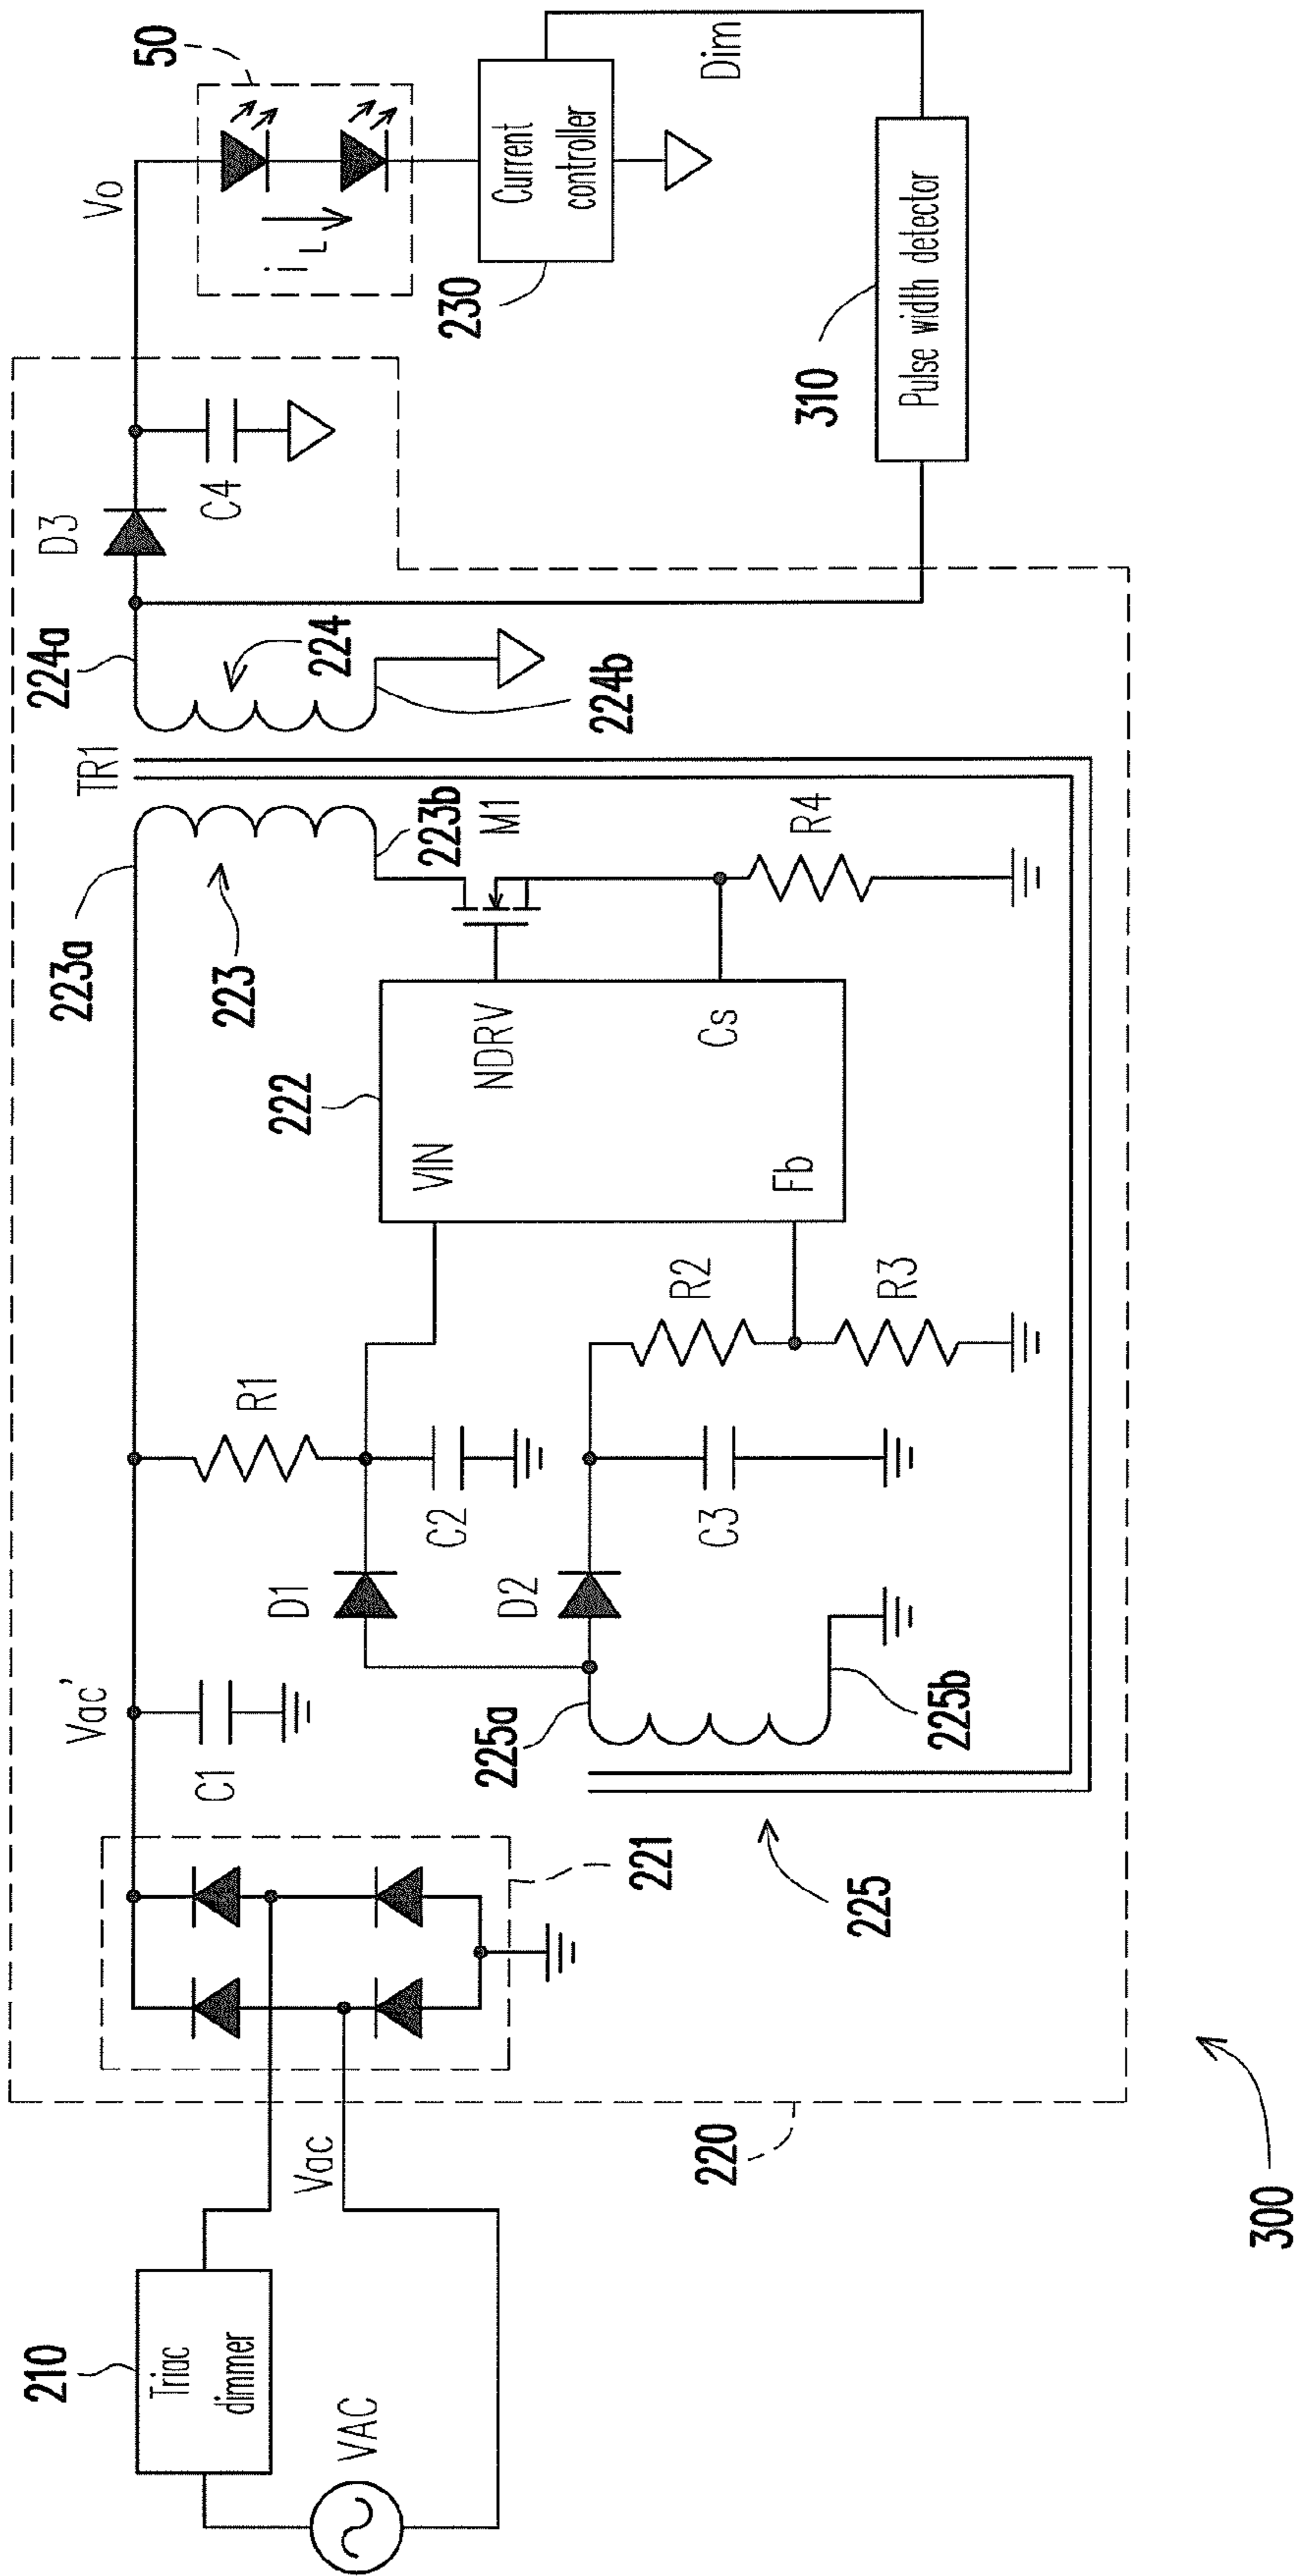 210
Triac
dimmer
VAC
Vac
221
220
300
Vac'
C1
R1
D1
C2
D2
C3
R2
R3
225a
225b
225
222
VIN
NDRV
Fb
Cs
223a
223
223b
M1
R4
TR1
224a
224
224b
D3
C4
Vo
50
iL
230
Current
controller
Dim
310
Pulse width detector